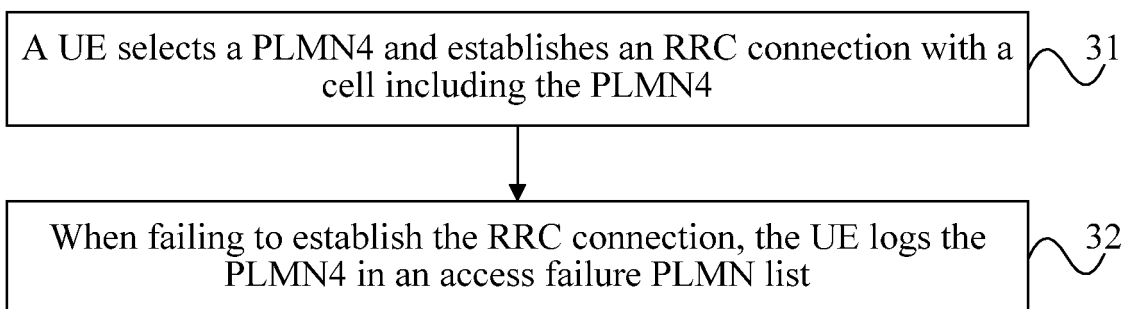 A UE selects a PLMN4 and establishes an RRC connection with a
cell including the PLMN4
31
When failing to establish the RRC connection, the UE logs the
PLMN4 in an access failure PLMN list
32